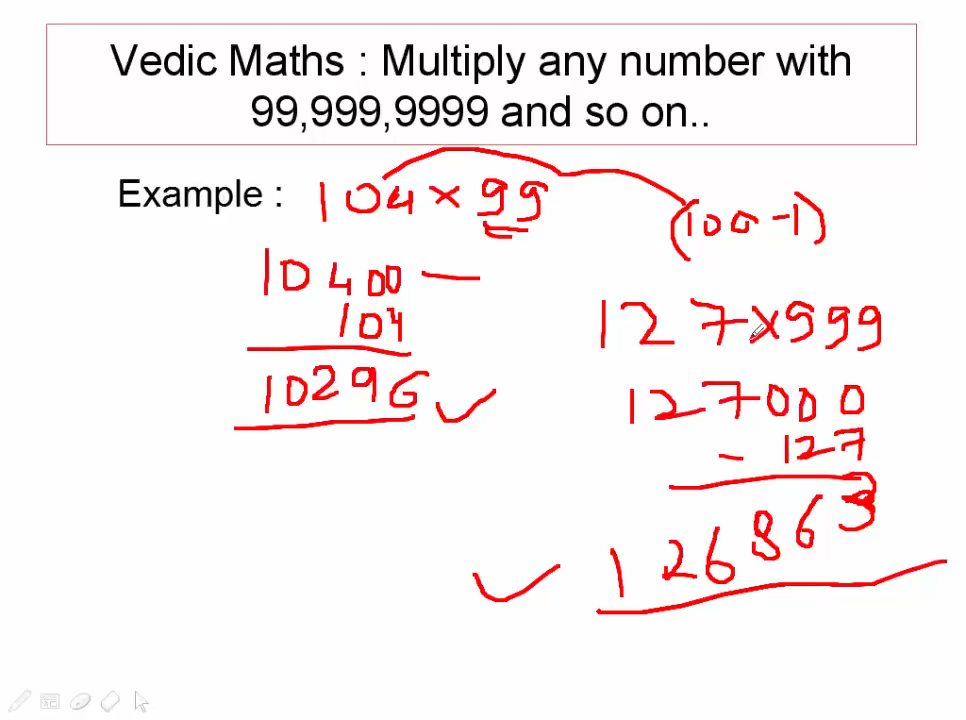 Vedic Maths : Multiply any number with
99,999,9999 and so on..
Example : 104 × 99
(100 - 1)
10400 —
104
10296 ✓
127 × 999
127000
- 127
126863
✓